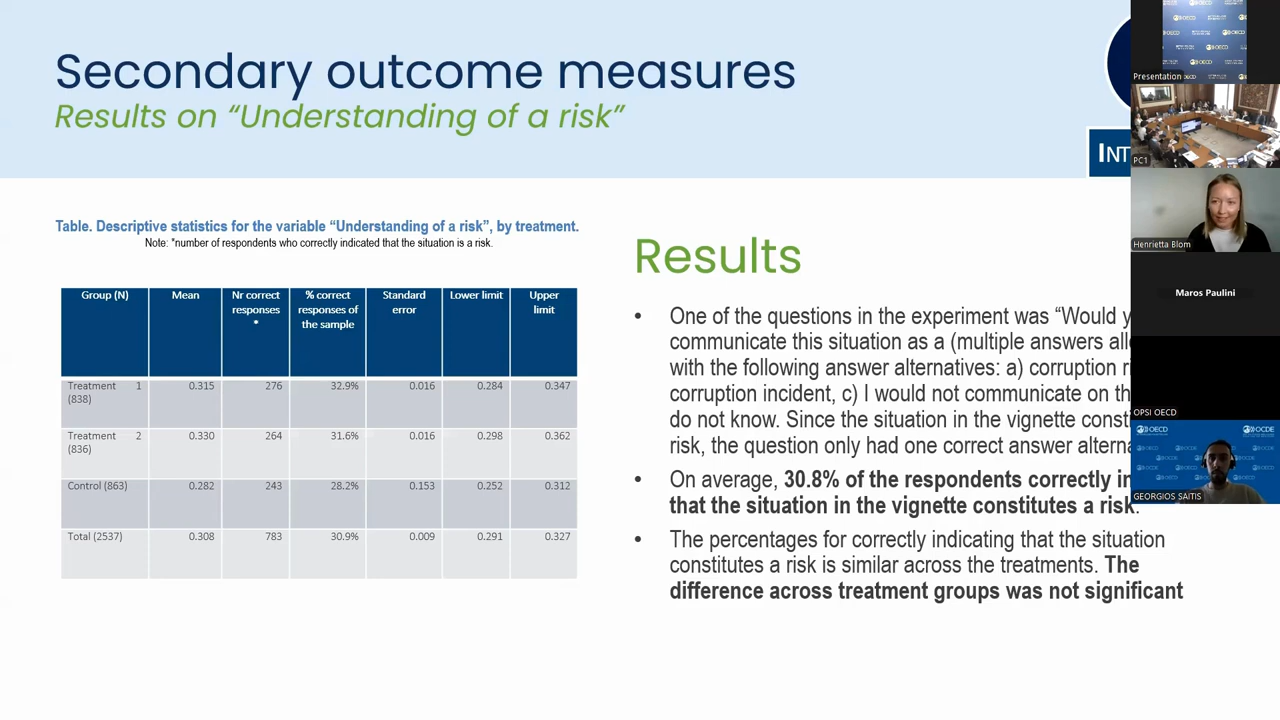 Secondary outcome measures
Results on “Understanding of a risk”
Table. Descriptive statistics for the variable “Understanding of a risk”, by treatment.
Note: *number of respondents who correctly indicated that the situation is a risk.
Group (N) Mean Nr correct responses * % correct responses of the sample Standard error Lower limit Upper limit
Treatment 1 (838) 0.315 276 32.9% 0.016 0.284 0.347
Treatment 2 (836) 0.330 264 31.6% 0.016 0.298 0.362
Control (863) 0.282 243 28.2% 0.153 0.252 0.312
Total (2537) 0.308 783 30.9% 0.009 0.291 0.327
Results
• One of the questions in the experiment was “Would y
communicate this situation as a (multiple answers all
with the following answer alternatives: a) corruption ri
corruption incident, c) I would not communicate on th
do not know. Since the situation in the vignette consti
risk, the question only had one correct answer alterna
• On average, 30.8% of the respondents correctly in
that the situation in the vignette constitutes a risk.
• The percentages for correctly indicating that the situation
constitutes a risk is similar across the treatments. The
difference across treatment groups was not significant
INT
Presentation
PC1
Henrietta Blom
Maros Paulini
OPSI OECD
OECD
OCDE
GEORGIOS SAITIS